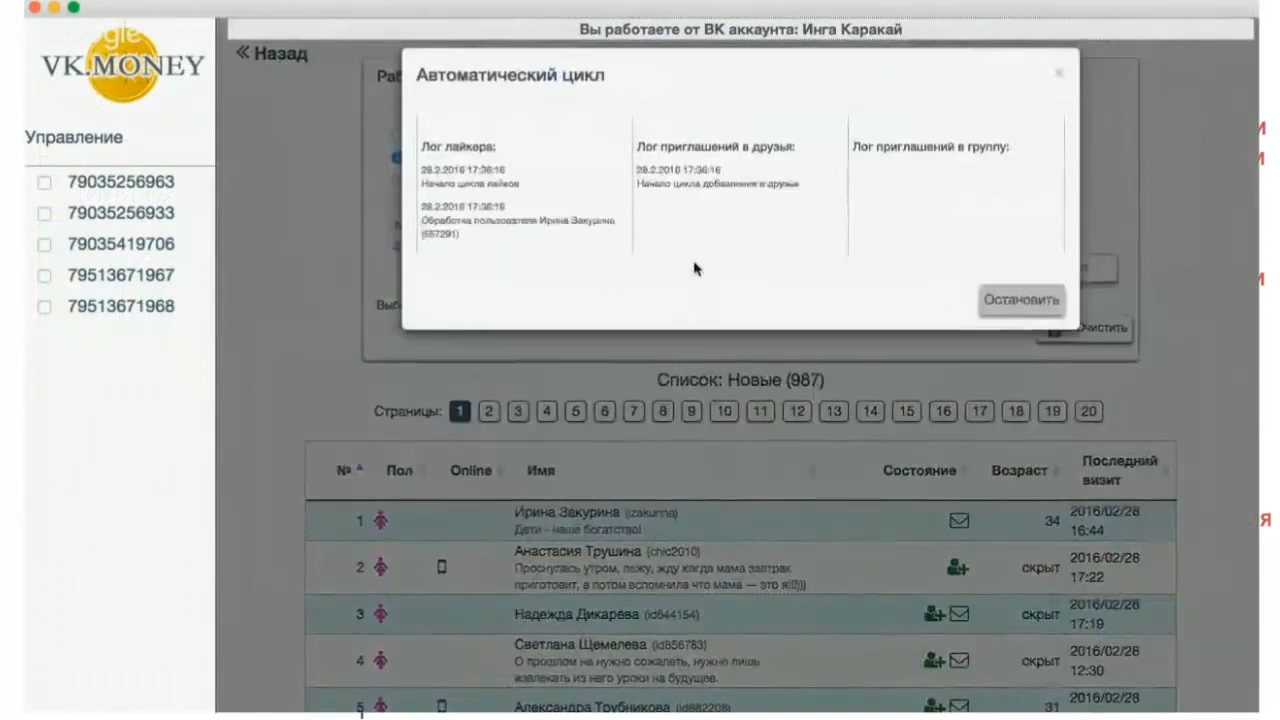 Вы работаете от ВК аккаунта: Инга Каракай
VK.MONEY
Назад
Управление
79035256963
79035256933
79035419706
79513671967
79513671968
Автоматический цикл
Лог лайкера:
28.2.2016 17:36:16
Начало цикла лайков
28.2.2016 17:36:16
Обработка пользователя Ирина Закурина
(657291)
Лог приглашений в друзья:
28.2.2016 17:36:16
Начало цикла добавления в друзья
Лог приглашений в группу:
Остановить
Очистить
Список: Новые (987)
Страницы: 1 2 3 4 5 6 7 8 9 10 11 12 13 14 15 16 17 18 19 20
№ Пол Online Имя Состояние Возраст Последний визит
1 Ирина Закурина (izakurina) 34 2016/02/28 16:44
Дети - наше богатство!
2 Анастасия Трушина (chic2010) скрыт 2016/02/28 17:22
Проснулась утром, лежу, жду когда мама завтрак
приготовит, а потом вспомнила что мама — это я!!!)))
3 Надежда Дикарева (id644154) скрыт 2016/02/28 17:19
4 Светлана Щемелева (id856783) скрыт 2016/02/28 12:30
О прошлом на нужно сожалеть, нужно лишь
извлекать из него уроки на будущее.
5 Александра Трубникова (id882208) 31 2016/02/28